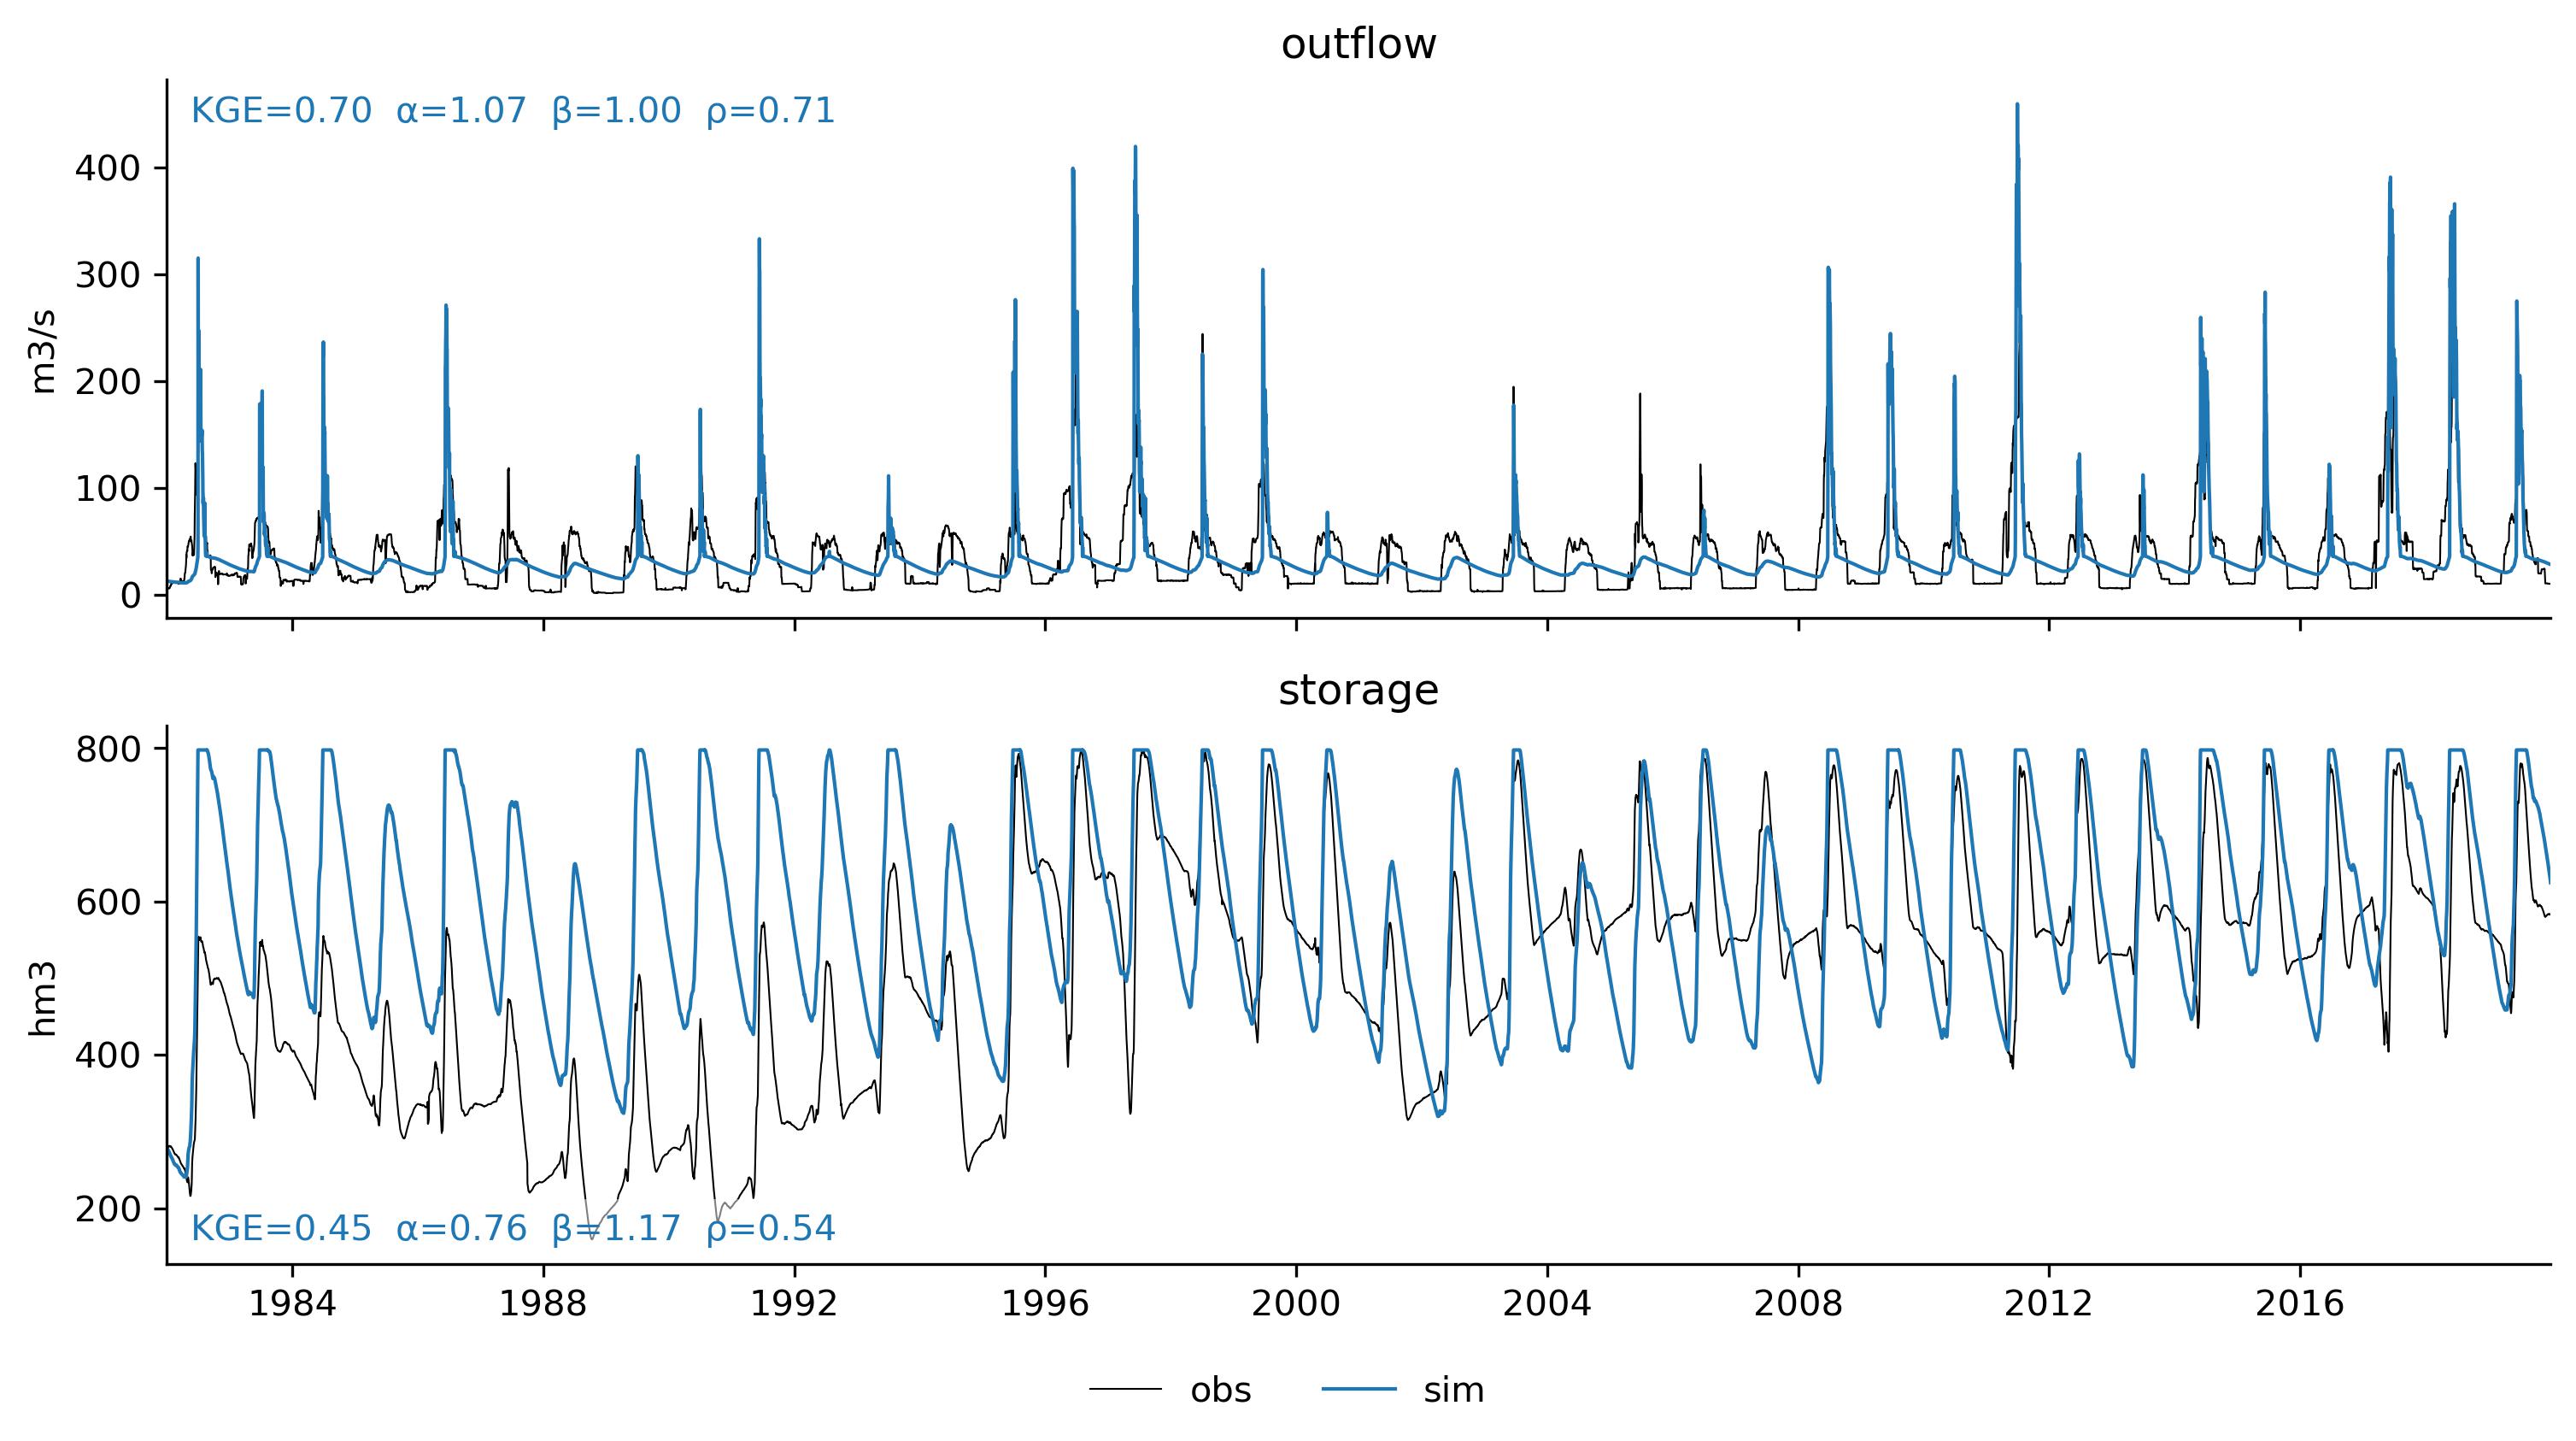 outflow
KGE=0.70 α=1.07 β=1.00 ρ=0.71
m3/s
400
300
200
100
0
storage
800
600
400
200
hm3
KGE=0.45 α=0.76 β=1.17 ρ=0.54
1984 1988 1992 1996 2000 2004 2008 2012 2016
obs sim